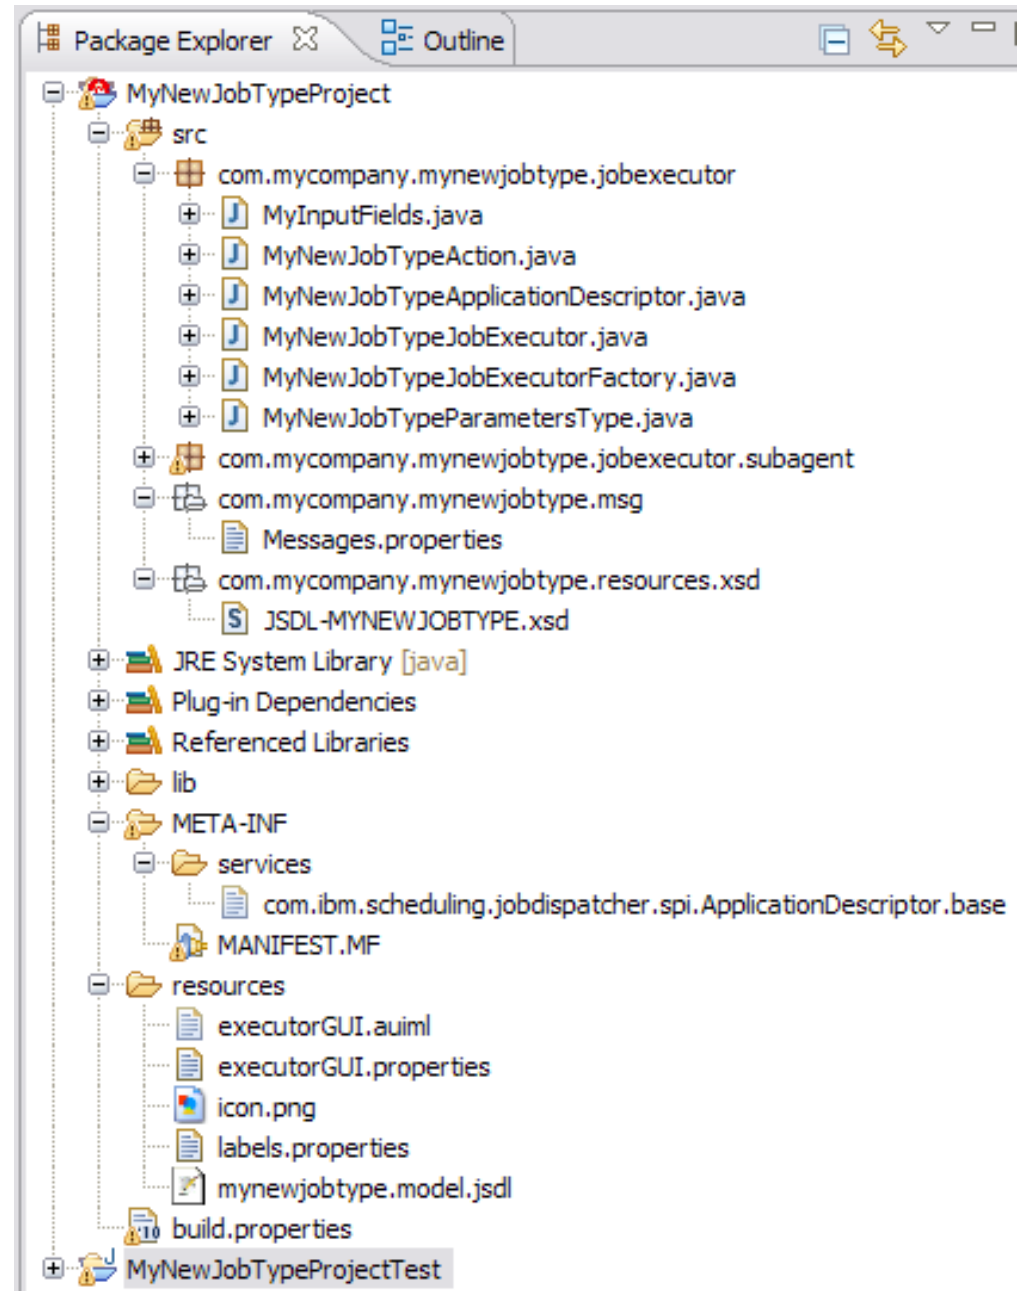 Package Explorer
Outline
MyNewJobTypeProject
src
com.mycompany.mynewjobtype.jobexecutor
MyInputFields.java
MyNewJobTypeAction.java
MyNewJobTypeApplicationDescriptor.java
MyNewJobTypeJobExecutor.java
MyNewJobTypeJobExecutorFactory.java
MyNewJobTypeParametersType.java
com.mycompany.mynewjobtype.jobexecutor.subagent
com.mycompany.mynewjobtype.msg
Messages.properties
com.mycompany.mynewjobtype.resources.xsd
JSDL-MYNEWJOBTYPE.xsd
JRE System Library [java]
Plug-in Dependencies
Referenced Libraries
lib
META-INF
services
com.ibm.scheduling.jobdispatcher.spi.ApplicationDescriptor.base
MANIFEST.MF
resources
executorGUI.auiml
executorGUI.properties
icon.png
labels.properties
mynewjobtype.model.jsdl
build.properties
MyNewJobTypeProjectTest